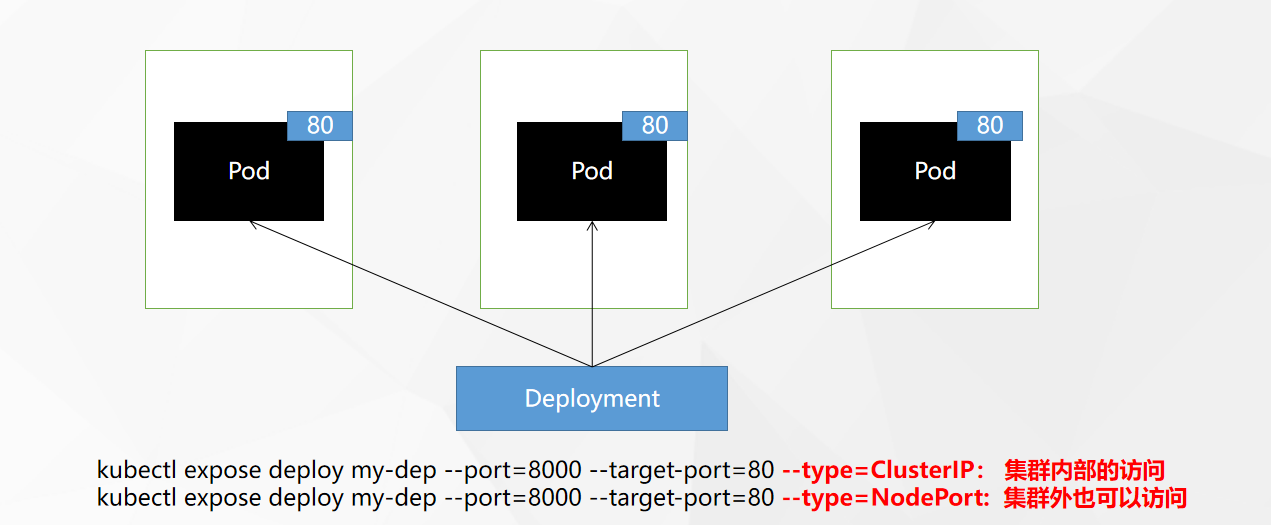 80
80
80
Pod
Pod
Pod
Deployment
kubectl expose deploy my-dep --port=8000 --target-port=80 --type=ClusterIP： 集群内部的访问
kubectl expose deploy my-dep --port=8000 --target-port=80 --type=NodePort: 集群外也可以访问